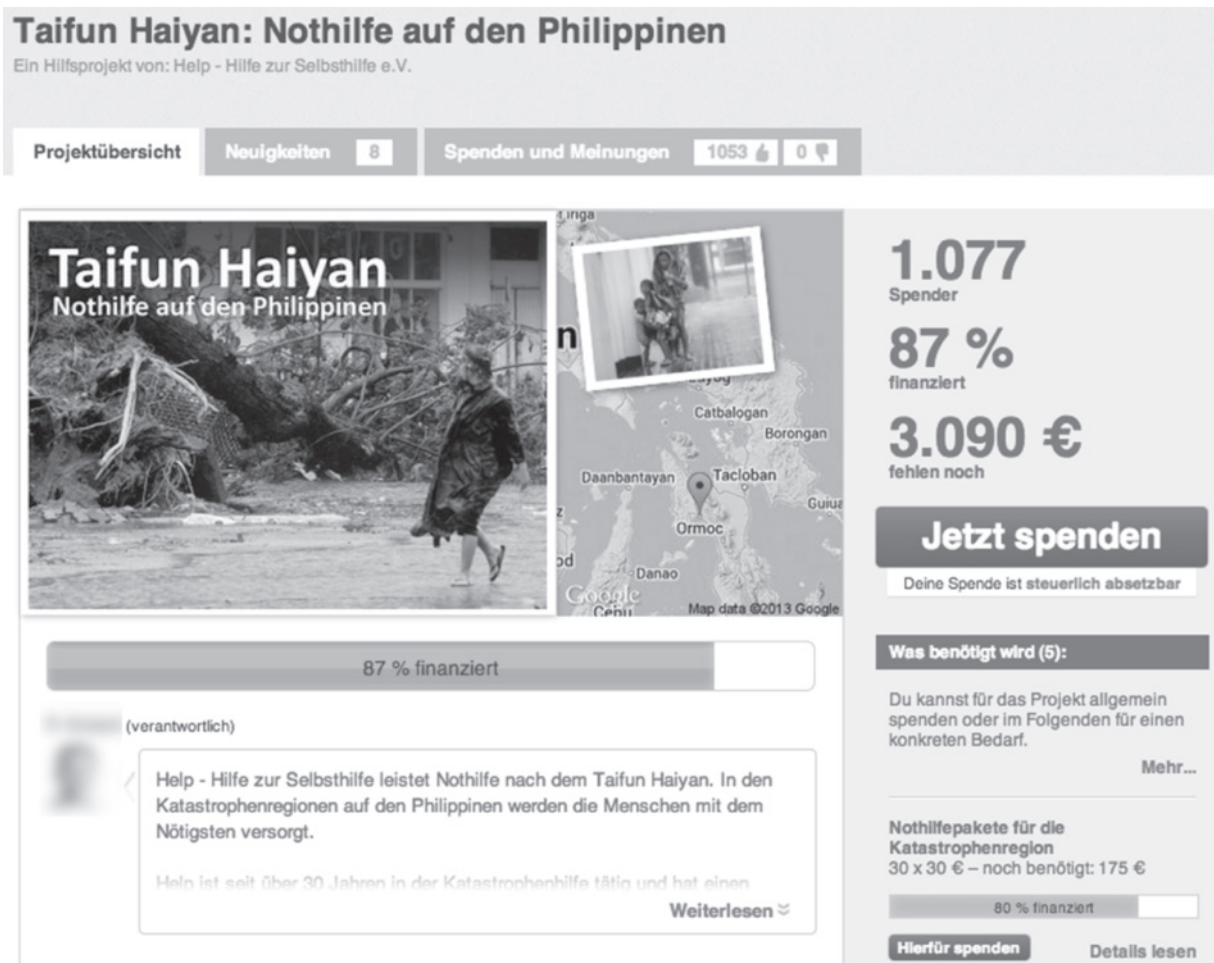 Taifun Haiyan: Nothilfe auf den Philippinen
Ein Hilfsprojekt von: Help - Hilfe zur Selbsthilfe e.V.
Projektübersicht
Neuigkeiten 8
Spenden und Meinungen 1053 0
Taifun Haiyan
Nothilfe auf den Philippinen
Catbalogan
Borongan
Daanbantayan
Tacloban
Ormoc
Danao
Google
Cebu
Map data ©2013 Google
87 % finanziert
(verantwortlich)
Help - Hilfe zur Selbsthilfe leistet Nothilfe nach dem Taifun Haiyan. In den
Katastrophenregionen auf den Philippinen werden die Menschen mit dem
Nötigsten versorgt.
Help ist seit über 30 Jahren in der Katastrophenhilfe tätig und hat einen
Weiterlesen
1.077
Spender
87 %
finanziert
3.090 €
fehlen noch
Jetzt spenden
Deine Spende ist steuerlich absetzbar
Was benötigt wird (5):
Du kannst für das Projekt allgemein
spenden oder im Folgenden für einen
konkreten Bedarf.
Mehr...
Nothilfepakete für die
Katastrophenregion
30 x 30 € – noch benötigt: 175 €
80 % finanziert
Hierfür spenden
Details lesen